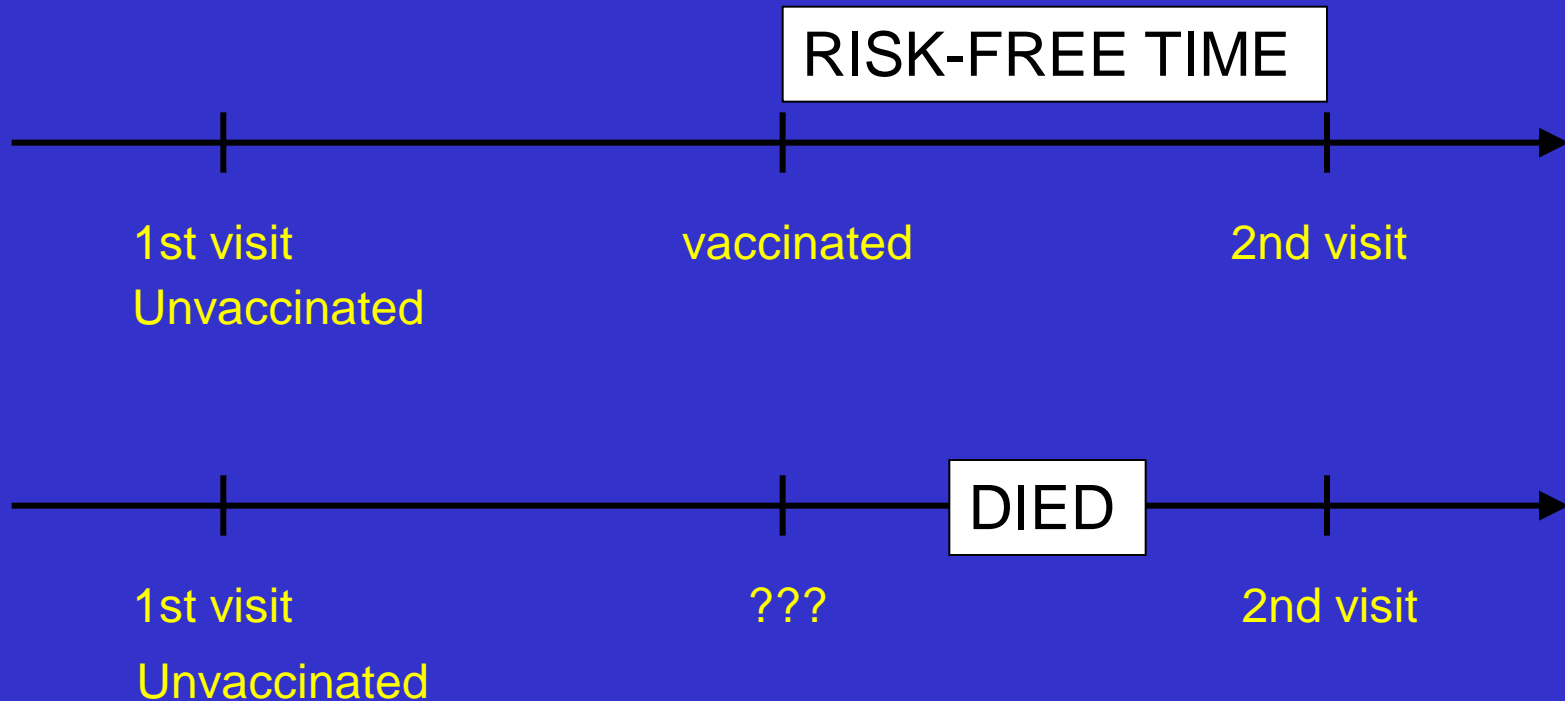 RISK-FREE TIME
1st visit
vaccinated
2nd visit
Unvaccinated
DIED
1st visit
???
2nd visit
Unvaccinated